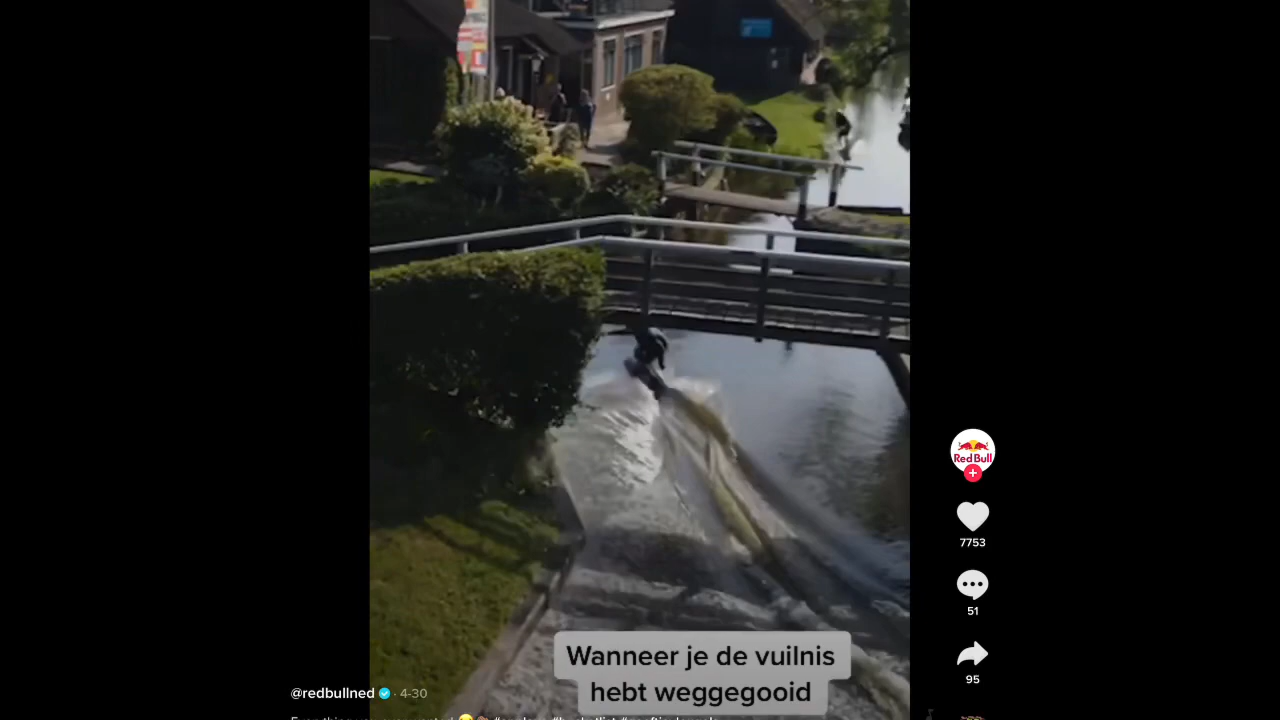 Red Bull
7753
51
95
Wanneer je de vuilnis
hebt weggegooid
@redbullned · 4-30